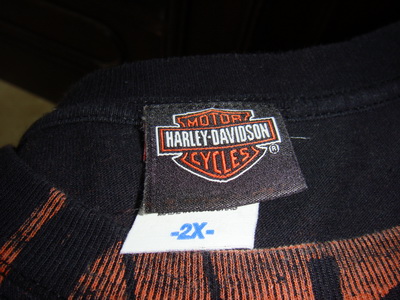 MOTOR
HARLEY-DAVIDSON
®
CYCLES
-2X-